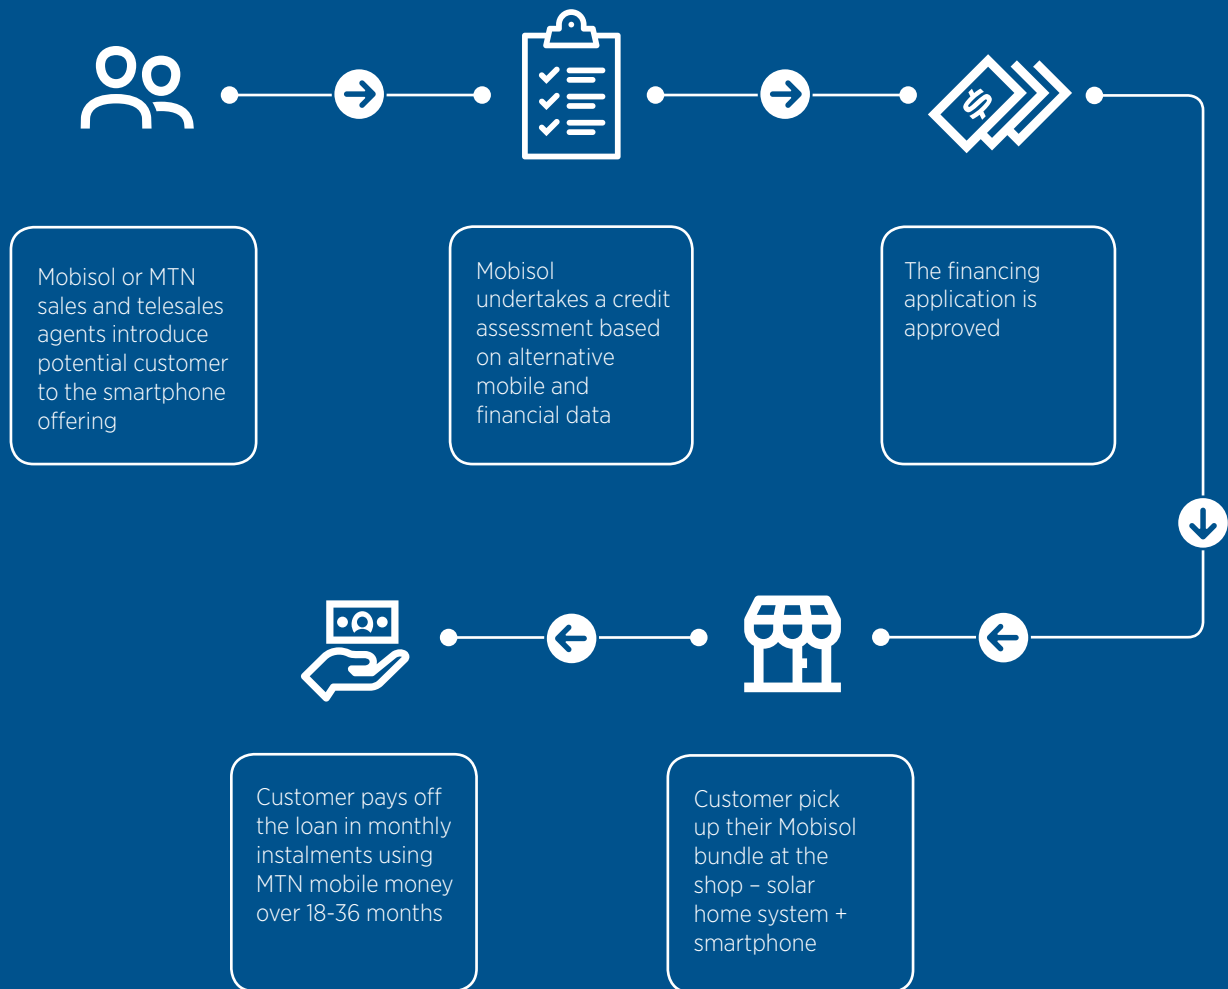 Mobisol or MTN
sales and telesales
agents introduce
potential customer
to the smartphone
offering
Mobisol
undertakes a credit
assessment based
on alternative
mobile and
financial data
The financing
application is
approved
$
Customer pick
up their Mobisol
bundle at the
shop – solar
home system +
smartphone
Customer pays off
the loan in monthly
instalments using
MTN mobile money
over 18-36 months